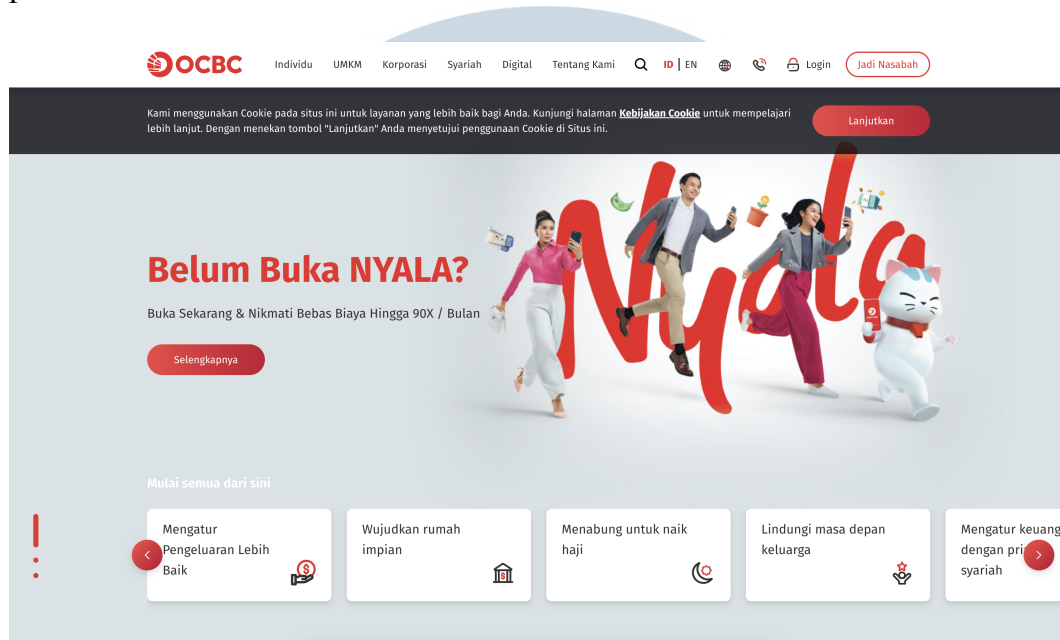 OCBC
Individu UMKM Korporasi Syariah Digital Tentang Kami ID | EN Login Jadi Nasabah
Kami menggunakan Cookie pada situs ini untuk layanan yang lebih baik bagi Anda. Kunjungi halaman Kebijakan Cookie untuk mempelajari
lebih lanjut. Dengan menekan tombol "Lanjutkan" Anda menyetujui penggunaan Cookie di Situs ini.
Lanjutkan
Nyala
Belum Buka NYALA?
Buka Sekarang & Nikmati Bebas Biaya Hingga 90X / Bulan
Selengkapnya
Mulai semua dari sini
Mengatur
Pengeluaran Lebih
Baik
Wujudkan rumah
impian
Menabung untuk naik
haji
Lindungi masa depan
keluarga
Mengatur keuang
dengan pri
syariah